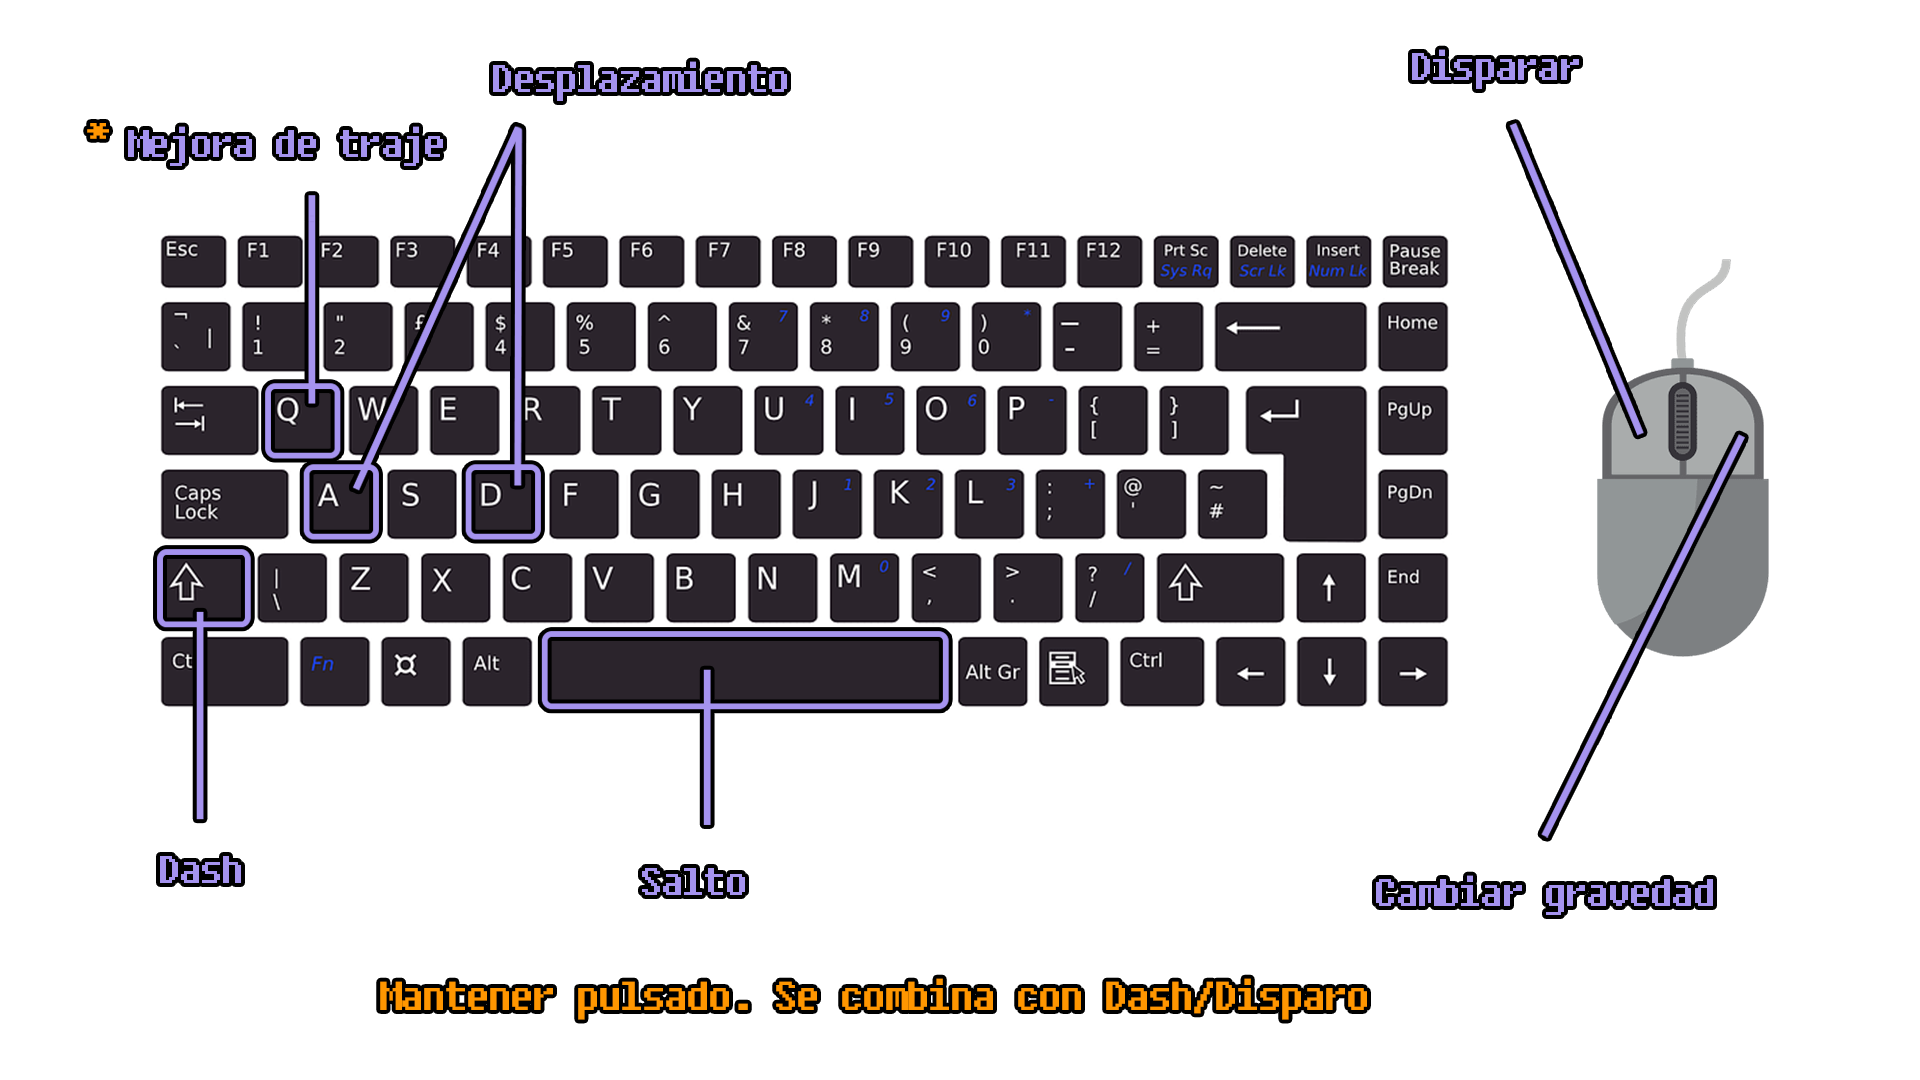 Desplazamiento
Disparar
* Mejora de traje
Esc F1 F2 F3 F4 F5 F6 F7 F8 F9 F10 F11 F12 Prt Sc Delete Insert Pause
Sys Rq Scr Lk Num Lk Break
¬ ! " £ $ % ^ & 7 * 8 ( 9 ) * — + Home
` | 1 2 4 5 6 7 8 9 0 - =
Q W E R T Y U 4 I 5 O 6 P - { [ } ] PgUp
Caps Lock A S D F G H J 1 K 2 L 3 : ; + @ ' ~ # PgDn
| \ Z X C V B N M 0 < , > . ? / / End
Ct Fn Alt Alt Gr Ctrl
Dash
Salto
Cambiar gravedad
Mantener pulsado. Se combina con Dash/Disparo